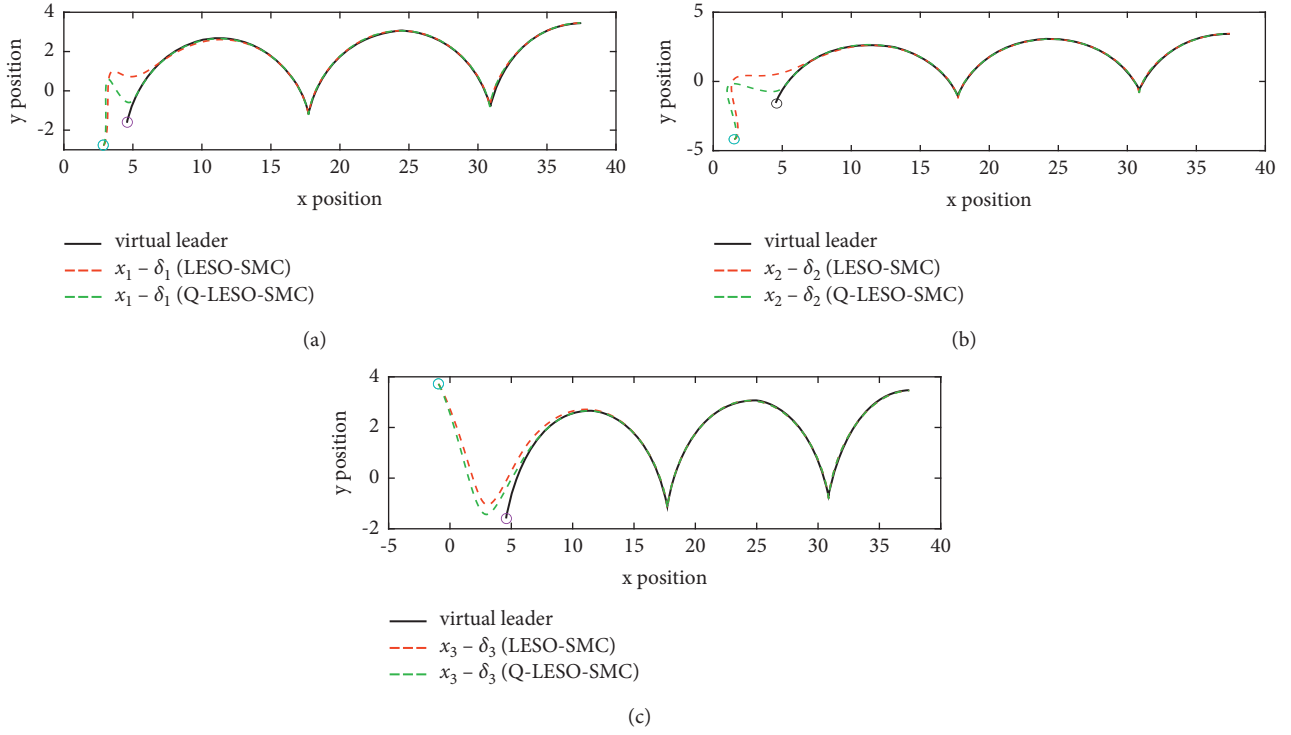 4
2
0
-2
y position
0 5 10 15 20 25 30 35 40
x position
virtual leader
x₁ – δ₁ (LESO-SMC)
x₁ – δ₁ (Q-LESO-SMC)
(a)
5
0
-5
y position
0 5 10 15 20 25 30 35 40
x position
virtual leader
x₂ – δ₂ (LESO-SMC)
x₂ – δ₂ (Q-LESO-SMC)
(b)
4
2
0
-2
y position
-5 0 5 10 15 20 25 30 35 40
x position
virtual leader
x₃ – δ₃ (LESO-SMC)
x₃ – δ₃ (Q-LESO-SMC)
(c)